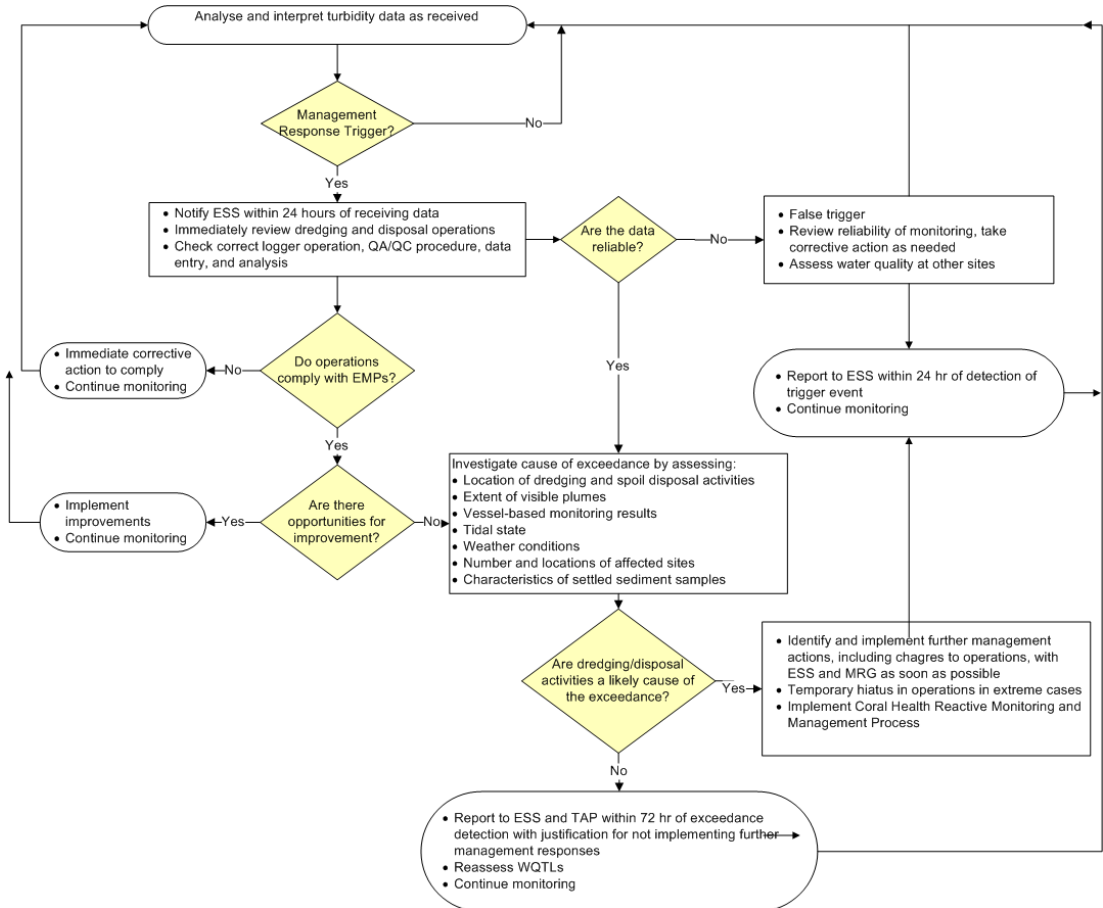 Analyse and interpret turbidity data as received
Management
Response Trigger?
No
Yes
• Notify ESS within 24 hours of receiving data
• Immediately review dredging and disposal operations
• Check correct logger operation, QA/QC procedure, data
entry, and analysis
Are the data
reliable?
No
• False trigger
• Review reliability of monitoring, take
corrective action as needed
• Assess water quality at other sites
Do operations
comply with EMPs?
No
• Immediate corrective
action to comply
• Continue monitoring
Yes
Yes
• Report to ESS within 24 hr of detection of
trigger event
• Continue monitoring
Are there
opportunities for
improvement?
Yes
• Implement
improvements
• Continue monitoring
No
Investigate cause of exceedance by assessing:
• Location of dredging and spoil disposal activities
• Extent of visible plumes
• Vessel-based monitoring results
• Tidal state
• Weather conditions
• Number and locations of affected sites
• Characteristics of settled sediment samples
Are dredging/disposal
activities a likely cause of
the exceedance?
Yes
• Identify and implement further management
actions, including chagres to operations, with
ESS and MRG as soon as possible
• Temporary hiatus in operations in extreme cases
• Implement Coral Health Reactive Monitoring and
Management Process
No
• Report to ESS and TAP within 72 hr of exceedance
detection with justification for not implementing further
management responses
• Reassess WQTLs
• Continue monitoring